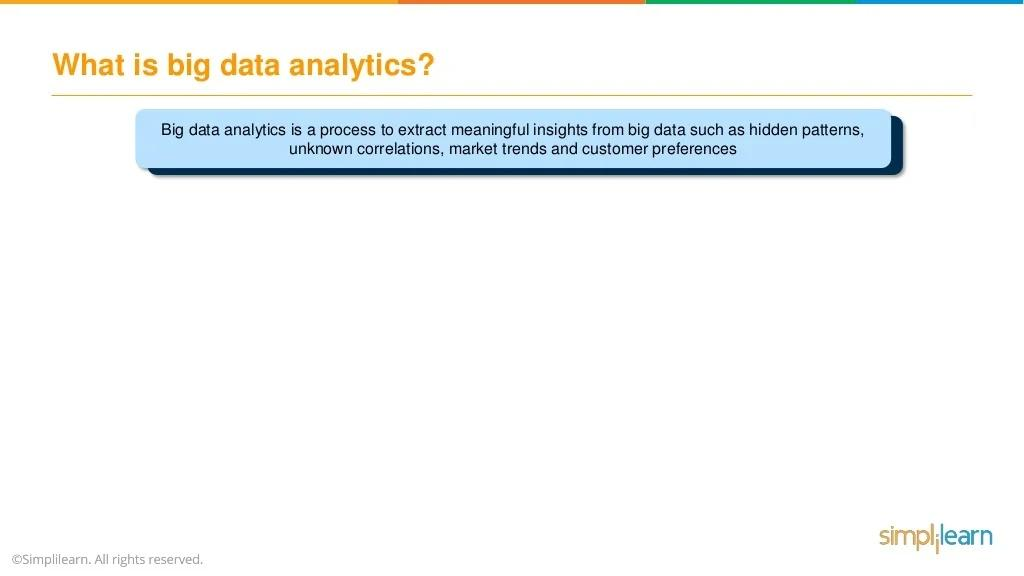 What is big data analytics?
Big data analytics is a process to extract meaningful insights from big data such as hidden patterns,
unknown correlations, market trends and customer preferences
simplilearn
©Simplilearn. All rights reserved.